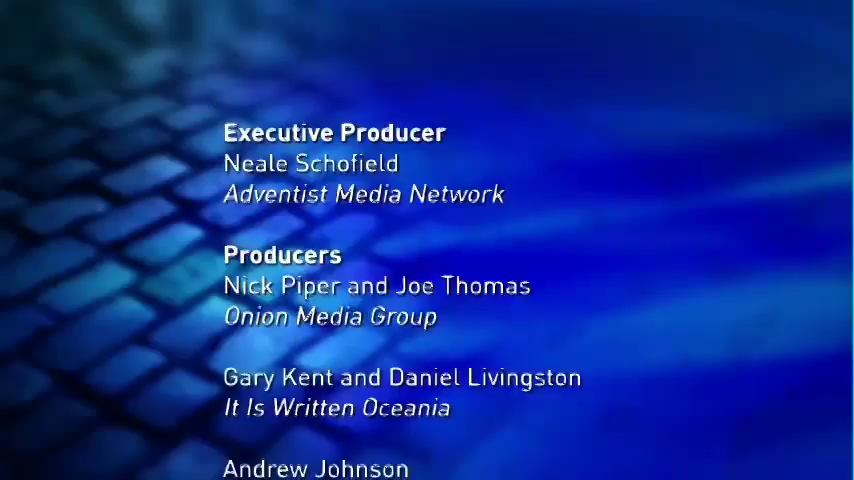 Executive Producer
Neale Schofield
Adventist Media Network
Producers
Nick Piper and Joe Thomas
Onion Media Group
Gary Kent and Daniel Livingston
It Is Written Oceania
Andrew Johnson